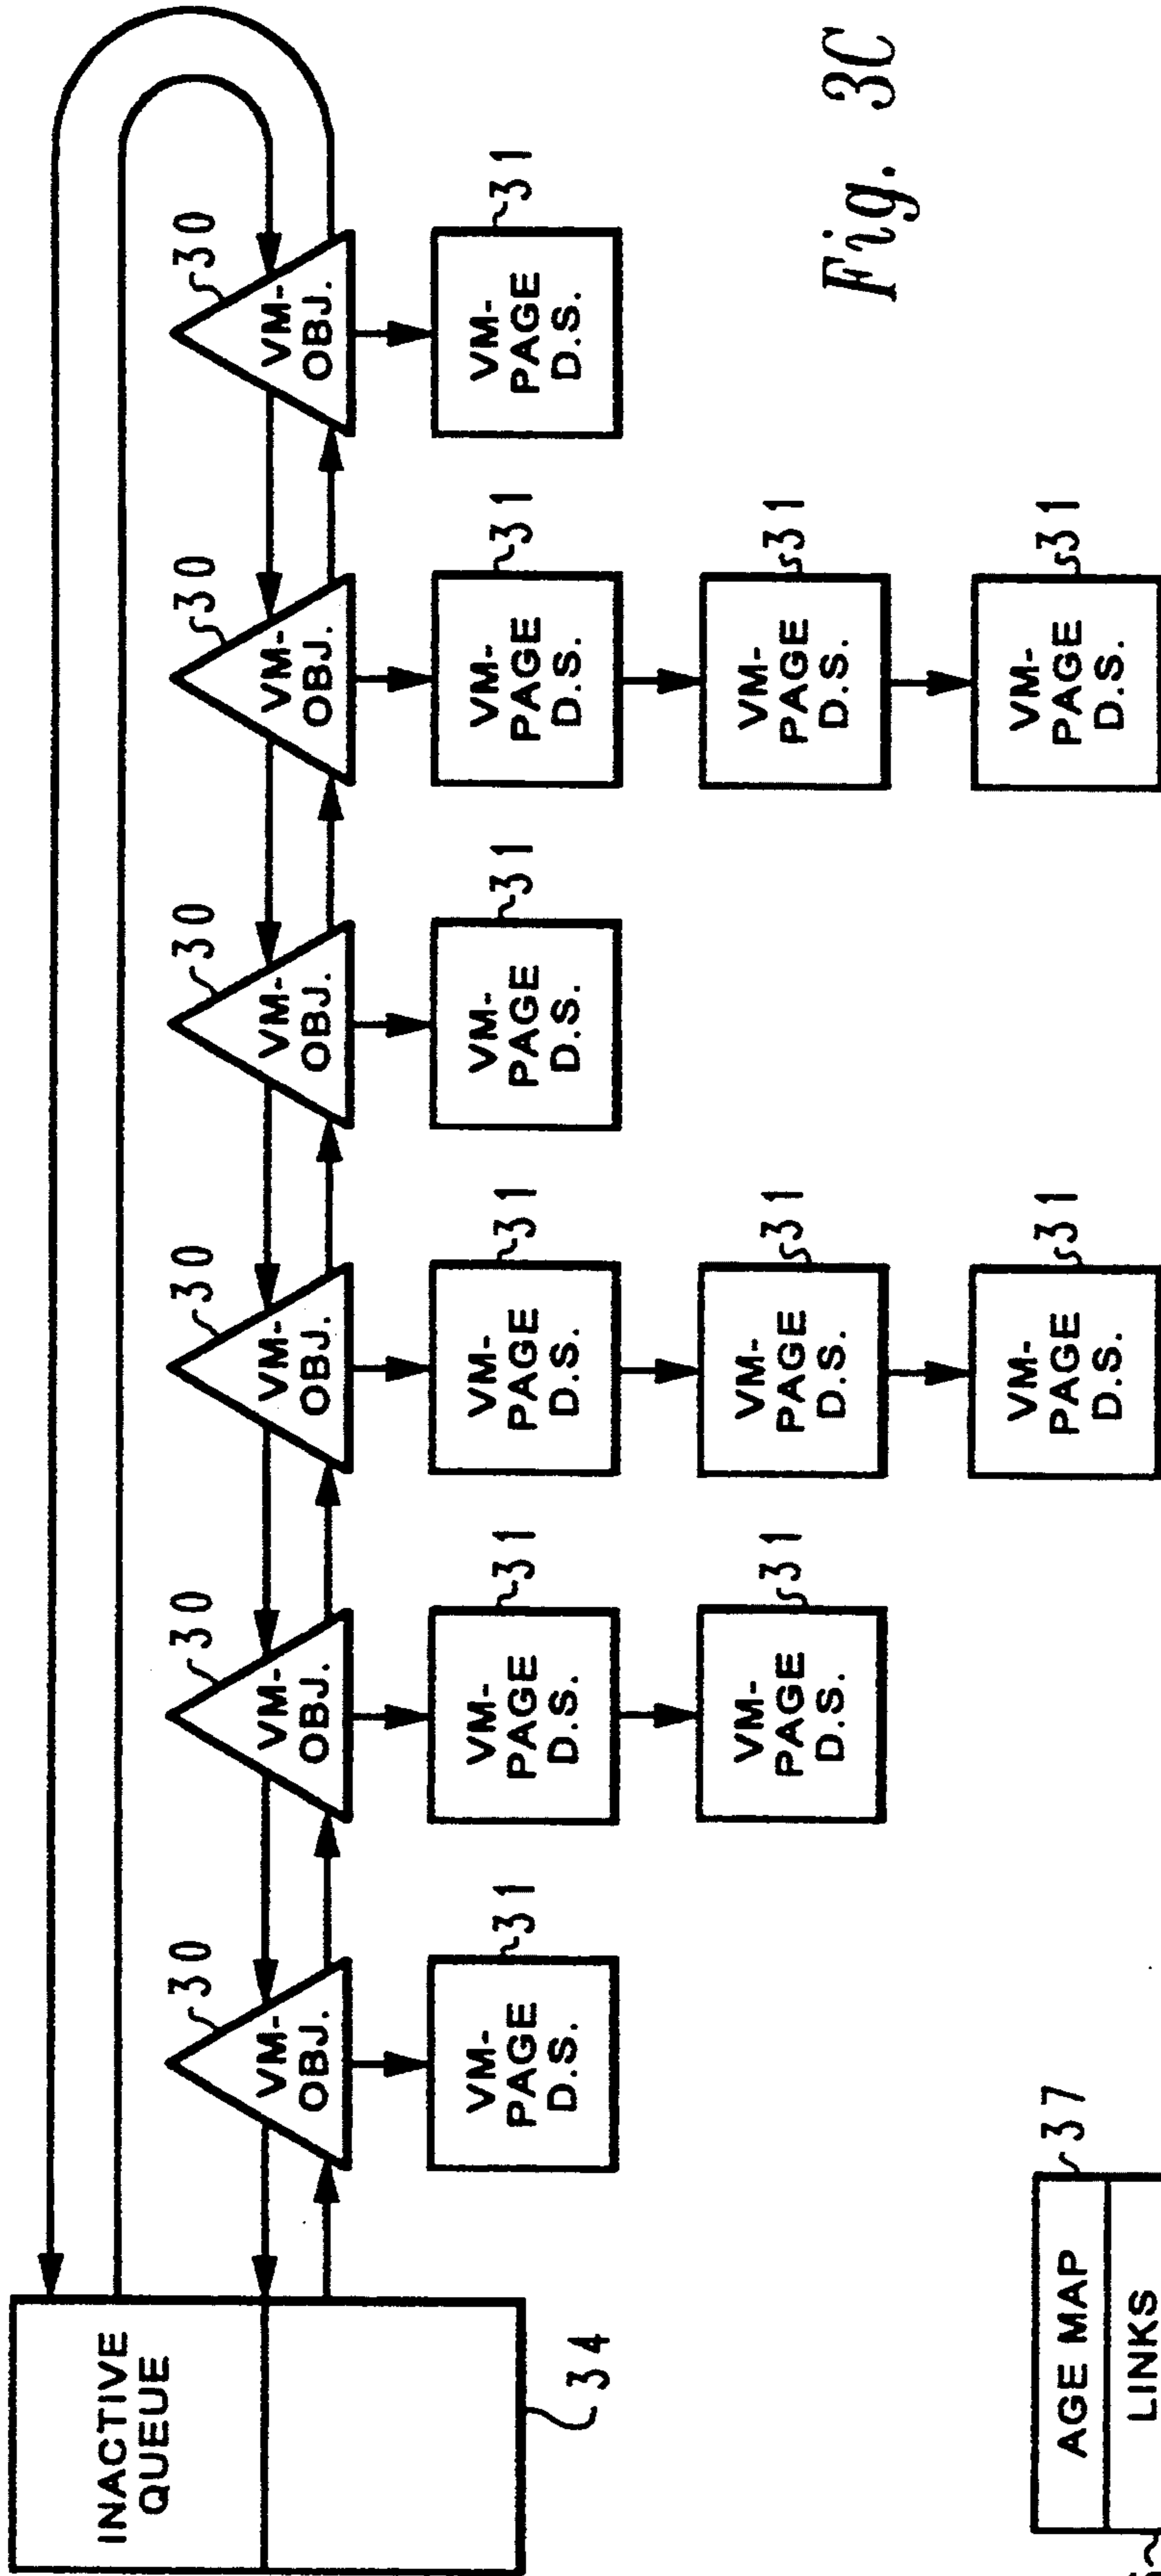 INACTIVE
QUEUE
30
30
30
30
30
30
VM-
OBJ.
VM-
OBJ.
VM-
OBJ.
VM-
OBJ.
VM-
OBJ.
VM-
OBJ.
34
31
VM-
PAGE
D.S.
31
VM-
PAGE
D.S.
31
VM-
PAGE
D.S.
31
VM-
PAGE
D.S.
31
VM-
PAGE
D.S.
31
VM-
PAGE
D.S.
31
VM-
PAGE
D.S.
31
VM-
PAGE
D.S.
31
VM-
PAGE
D.S.
Fig. 3C
31
VM-
PAGE
D.S.
31
VM-
PAGE
D.S.
AGE MAP
37
LINKS